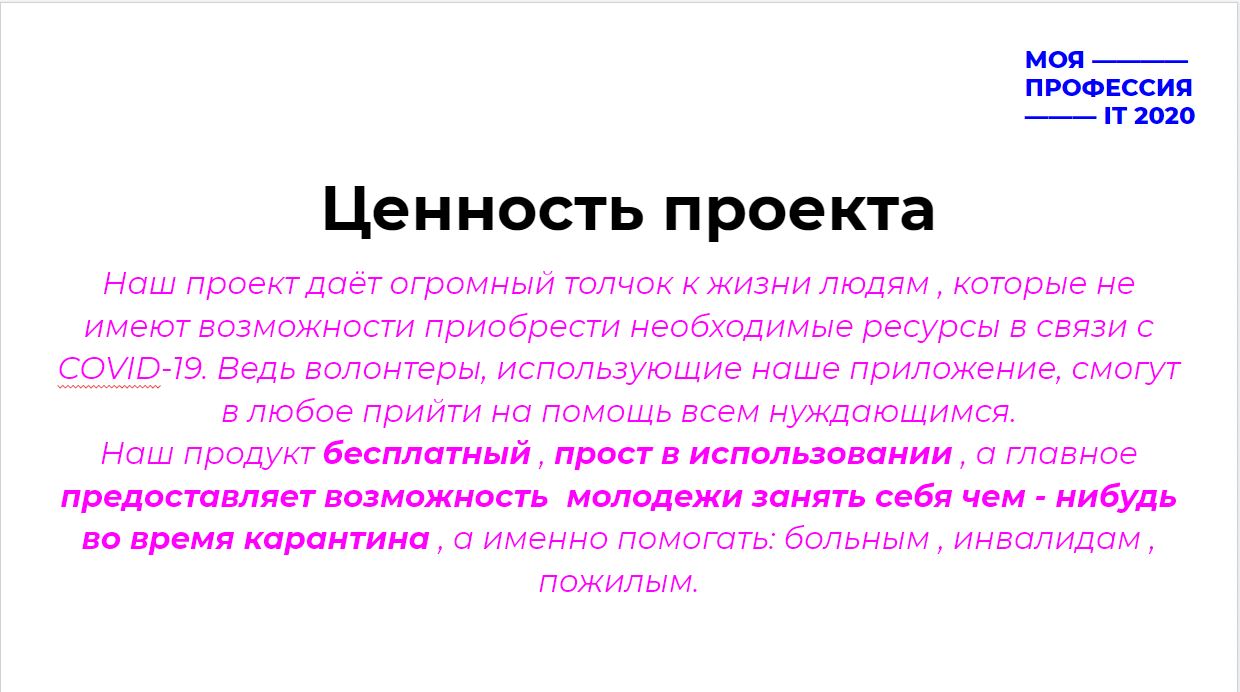 МОЯ ————
ПРОФЕССИЯ
——— IT 2020
Ценность проекта
Наш проект даёт огромный толчок к жизни людям , которые не
имеют возможности приобрести необходимые ресурсы в связи с
COVID-19. Ведь волонтеры, использующие наше приложение, смогут
в любое прийти на помощь всем нуждающимся.
Наш продукт бесплатный , прост в использовании , а главное
предоставляет возможность  молодежи занять себя чем - нибудь
во время карантина , а именно помогать: больным , инвалидам ,
пожилым.